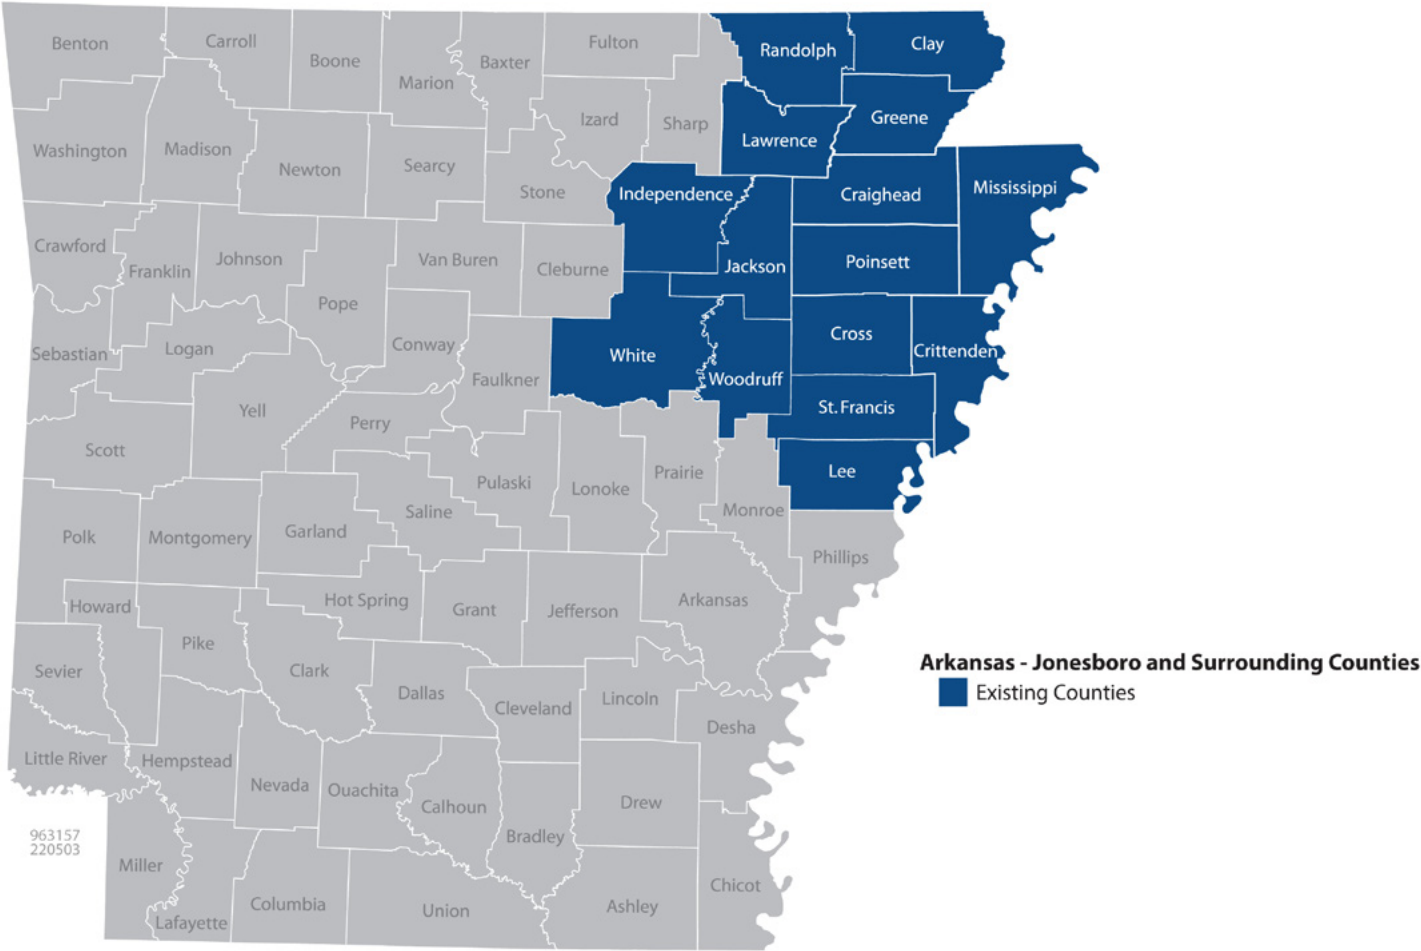 Benton
Carroll
Boone
Marion
Baxter
Fulton
Randolph
Clay
Izard
Sharp
Lawrence
Greene
Washington
Madison
Newton
Searcy
Stone
Independence
Craighead
Mississippi
Crawford
Franklin
Johnson
Pope
Van Buren
Cleburne
Jackson
Poinsett
Sebastian
Logan
Conway
Faulkner
White
Woodruff
Cross
Crittenden
Scott
Yell
Perry
St. Francis
Pulaski
Lonoke
Prairie
Monroe
Lee
Polk
Montgomery
Garland
Saline
Phillips
Howard
Pike
Hot Spring
Grant
Jefferson
Arkansas
Sevier
Clark
Dallas
Cleveland
Lincoln
Desha
Arkansas - Jonesboro and Surrounding Counties
Existing Counties
Little River
Hempstead
Nevada
Ouachita
Calhoun
Bradley
Drew
963157
220503
Miller
Lafayette
Columbia
Union
Ashley
Chicot